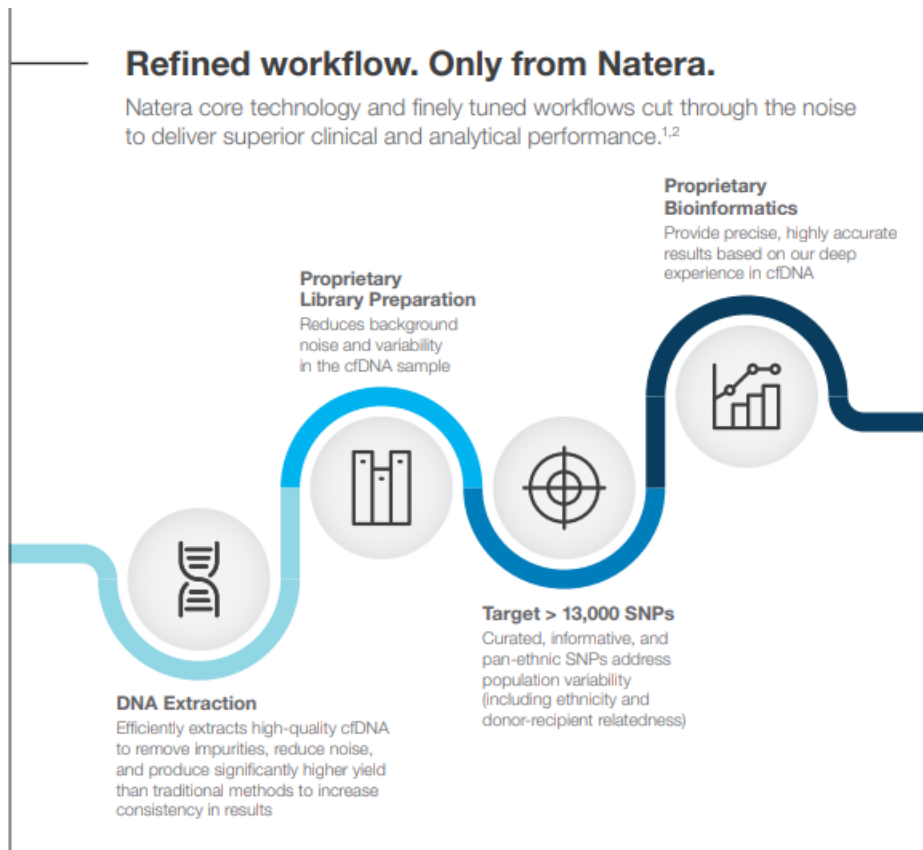 Refined workflow. Only from Natera.
Natera core technology and finely tuned workflows cut through the noise
to deliver superior clinical and analytical performance.1,2
Proprietary
Bioinformatics
Provide precise, highly accurate
results based on our deep
experience in cfDNA
Proprietary
Library Preparation
Reduces background
noise and variability
in the cfDNA sample
Target > 13,000 SNPs
Curated, informative, and
pan-ethnic SNPs address
population variability
(including ethnicity and
donor-recipient relatedness)
DNA Extraction
Efficiently extracts high-quality cfDNA
to remove impurities, reduce noise,
and produce significantly higher yield
than traditional methods to increase
consistency in results